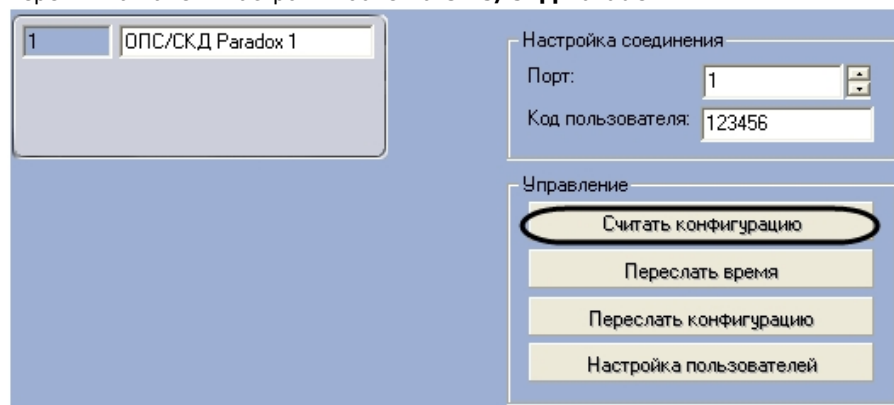 1
ОПС/СКД Paradox 1
Настройка соединения
Порт:
1
Код пользователя:
123456
Управление
Считать конфигурацию
Переслать время
Переслать конфигурацию
Настройка пользователей